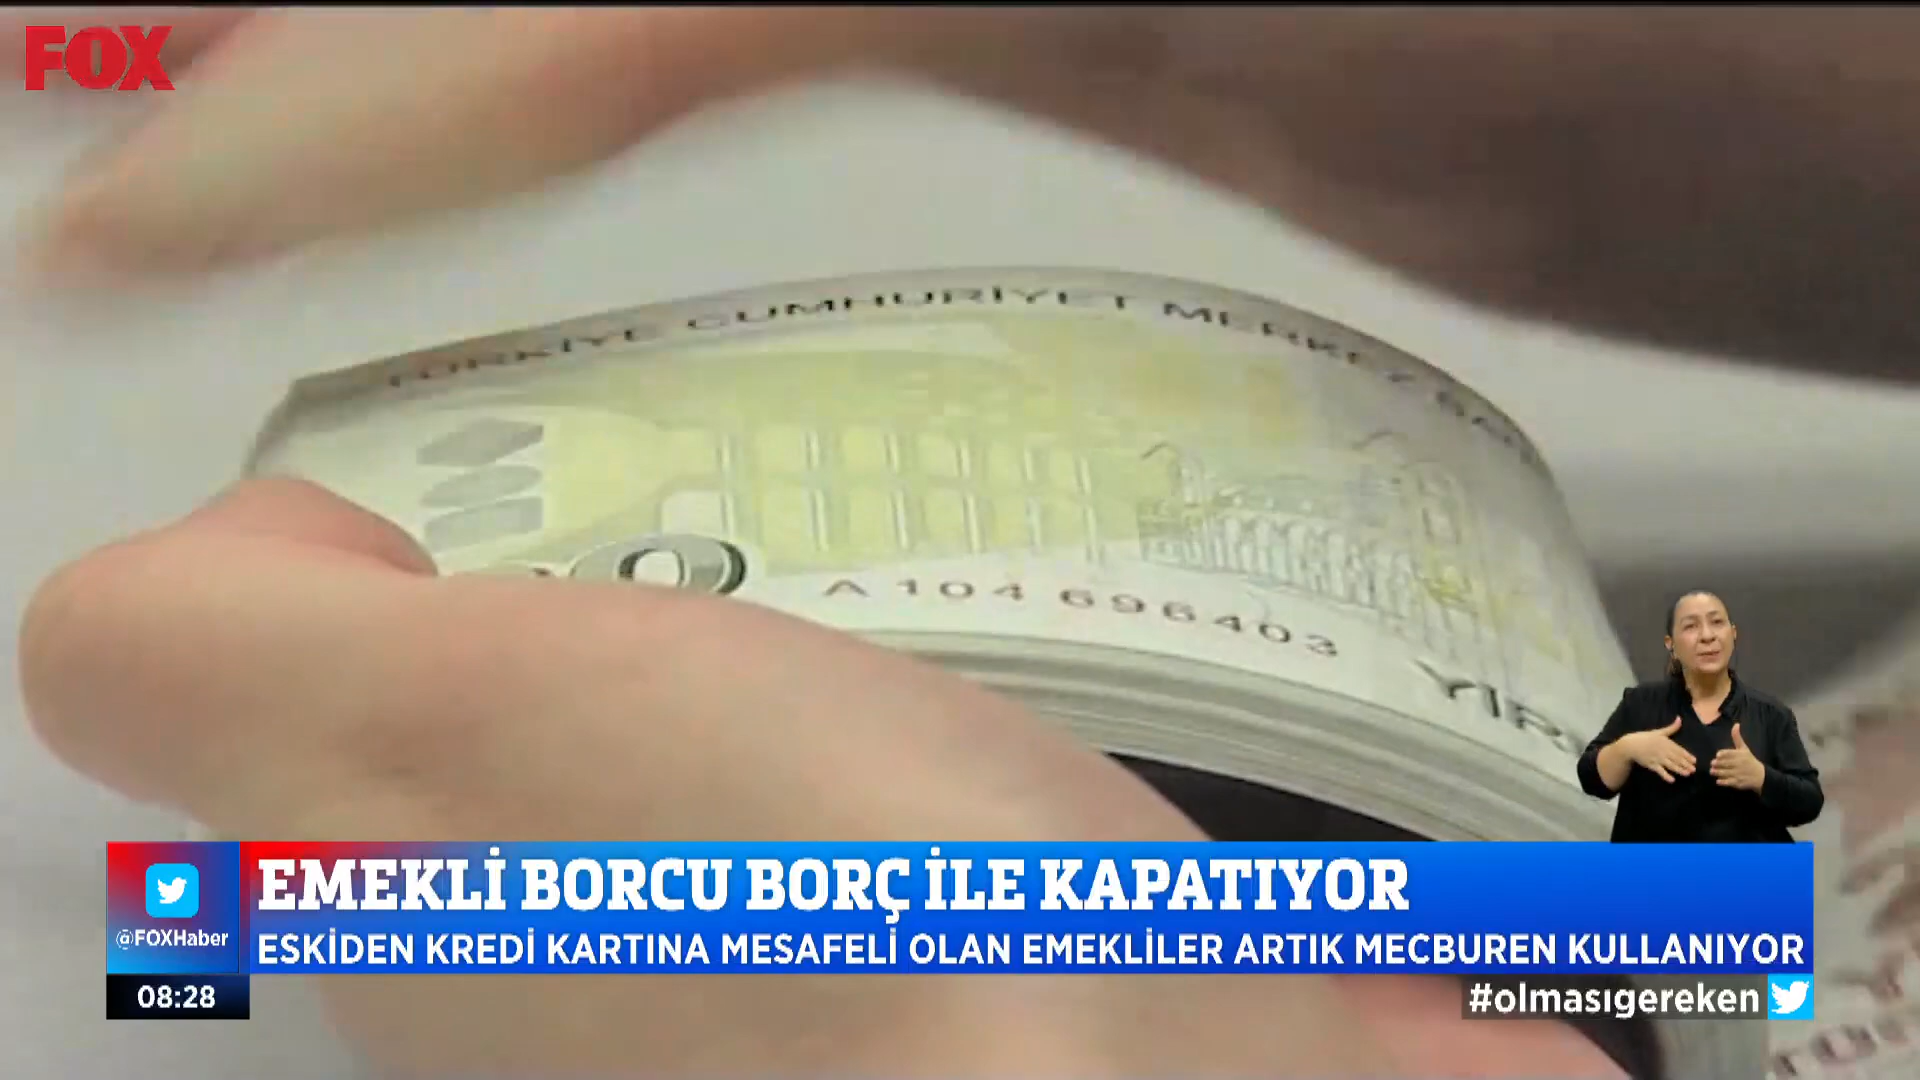 FOX
TÜRKİYE CUMHURİYET MERKEZ
0
A 104 696403
EMEKLİ BORCU BORÇ İLE KAPATIYOR
@FOXHaber
ESKİDEN KREDİ KARTINA MESAFELİ OLAN EMEKLİLER ARTIK MECBUREN KULLANIYOR
08:28
#olmasıgereken